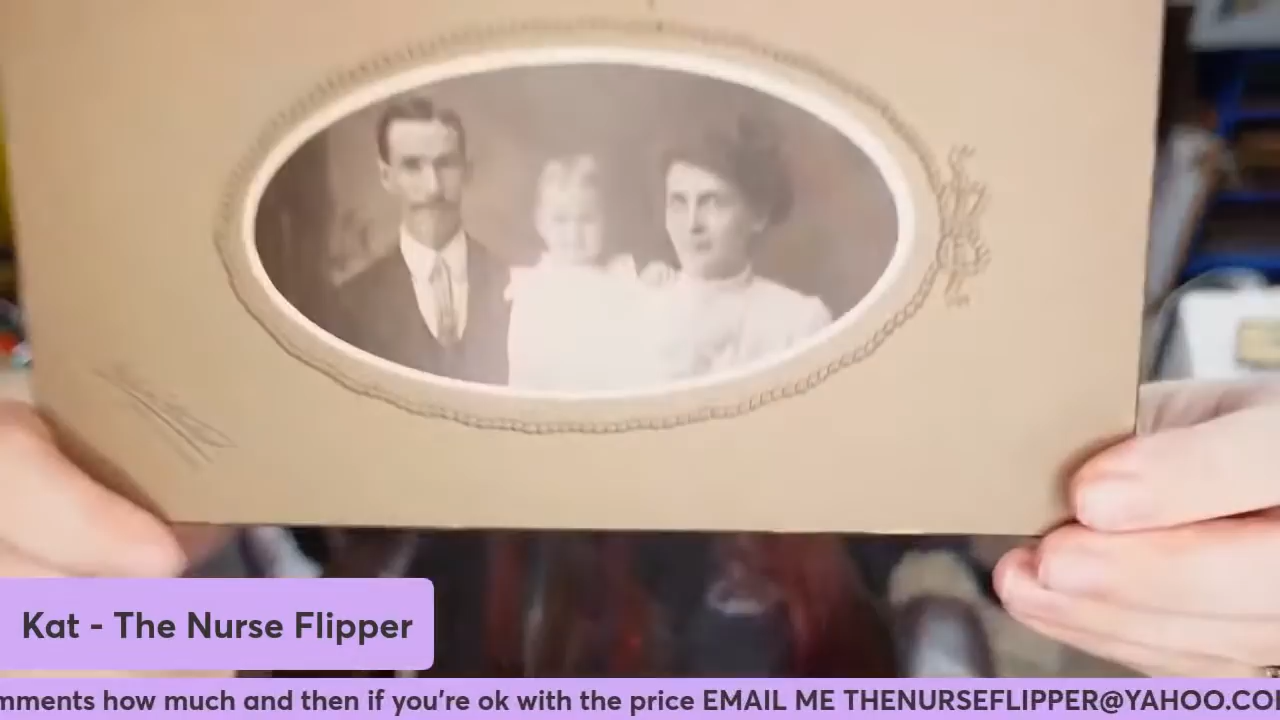 Kat - The Nurse Flipper
mments how much and then if you're ok with the price EMAIL ME THENURSEFLIPPER@YAHOO.CO